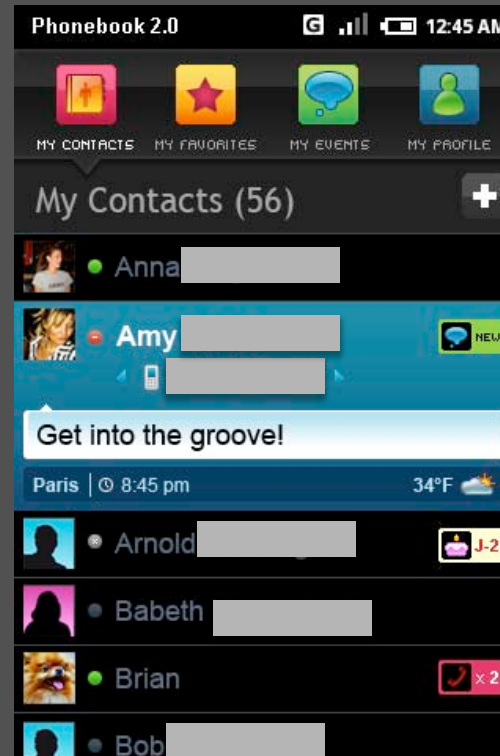 Phonebook 2.0 G 12:45 AM
MY CONTACTS MY FAVORITES MY EVENTS MY PROFILE
My Contacts (56)
Anna
Amy NEW
Get into the groove!
Paris 8:45 pm 34°F
Arnold J-2
Babeth
Brian x 2
Bob